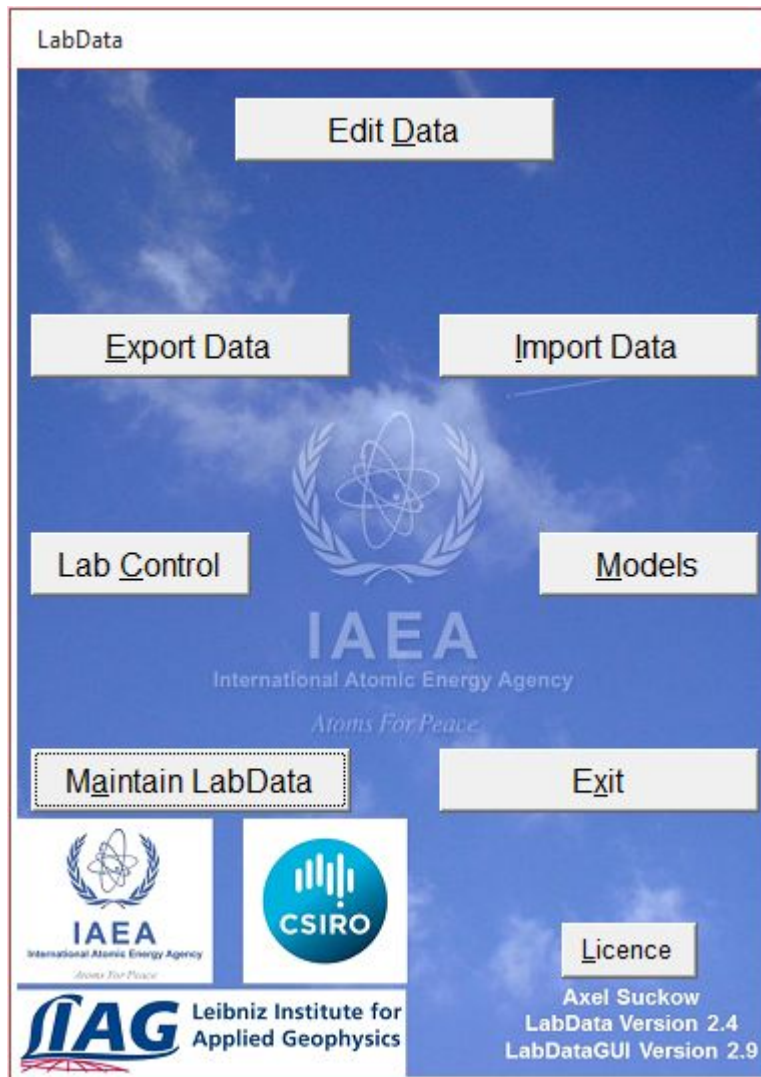 LabData
Edit Data
Export Data
Import Data
Lab Control
Models
IAEA
International Atomic Energy Agency
Atoms For Peace
Maintain LabData
Exit
IAEA
International Atomic Energy Agency
Atoms For Peace
CSIRO
LIAG
Leibniz Institute for
Applied Geophysics
Licence
Axel Suckow
LabData Version 2.4
LabDataGUI Version 2.9